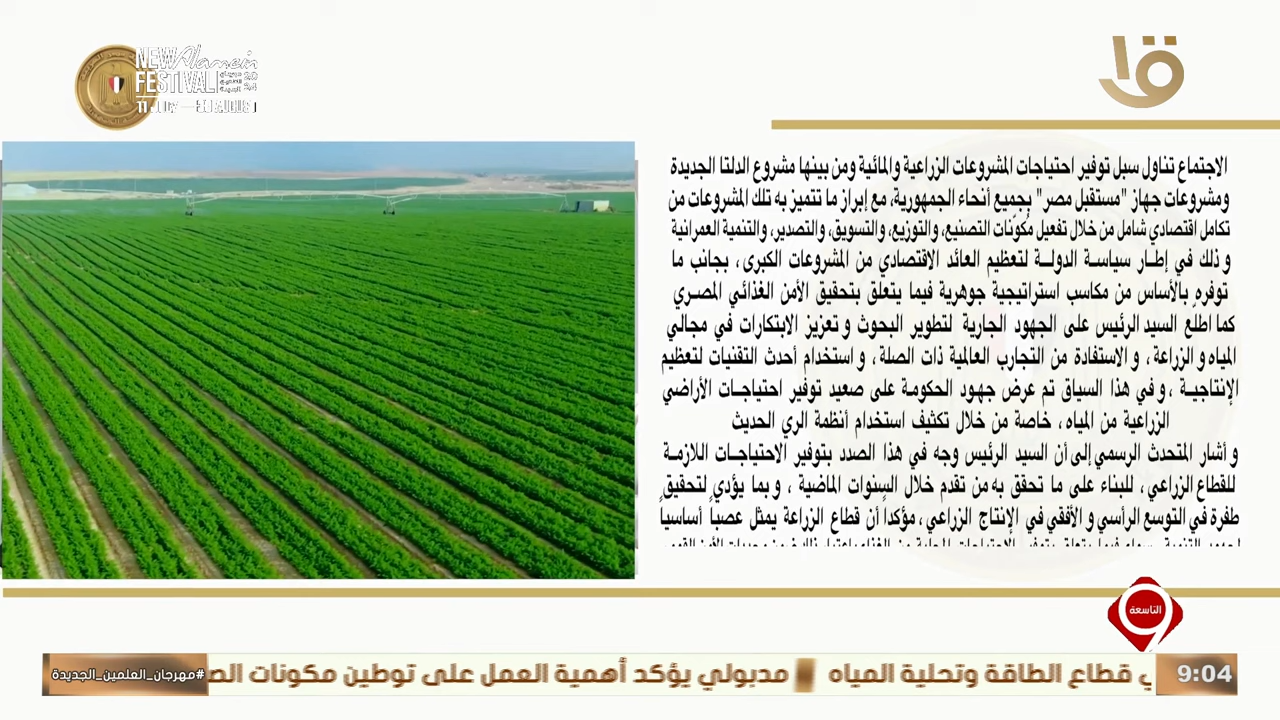 NEW Alamein
FESTIVAL
20
24
11 JULY — 30 AUGUST
الاجتماع تناول سبل توفير احتياجات المشروعات الزراعية والمائية ومن بينها مشروع الدلتا الجديدة
ومشروعات جهاز "مستقبل مصر" بجميع أنحاء الجمهورية، مع إبراز ما تتميز به تلك المشروعات من
تكامل اقتصادي شامل من خلال تفعيل مكونات التصنيع، والتوزيع، والتسويق، والتصدير، والتنمية العمرانية
و ذلك في إطار سياسة الدولة لتعظيم العائد الاقتصادي من المشروعات الكبرى ، بجانب ما
توفره بالأساس من مكاسب استراتيجية جوهرية فيما يتعلق بتحقيق الأمن الغذائي المصري
كما اطلع السيد الرئيس على الجهود الجارية لتطوير البحوث و تعزيز الابتكارات في مجالي
المياه و الزراعة ، و الاستفادة من التجارب العالمية ذات الصلة ، و استخدام أحدث التقنيات لتعظيم
الإنتاجية ، و في هذا السياق تم عرض جهود الحكومة على صعيد توفير احتياجات الأراضي
الزراعية من المياه ، خاصة من خلال تكثيف استخدام أنظمة الري الحديث
و أشار المتحدث الرسمي إلى أن السيد الرئيس وجه في هذا الصدد بتوفير الاحتياجات اللازمة
للقطاع الزراعي ، للبناء على ما تحقق به من تقدم خلال السنوات الماضية ، و بما يؤدي لتحقيق
طفرة في التوسع الرأسي و الأفقي في الإنتاج الزراعي ، مؤكداً أن قطاع الزراعة يمثل عصباً أساسياً
التاسعة
9:04
ي قطاع الطاقة وتحلية المياه
مدبولي يؤكد أهمية العمل على توطين مكونات الص
#مهرجان_العلمين_الجديدة